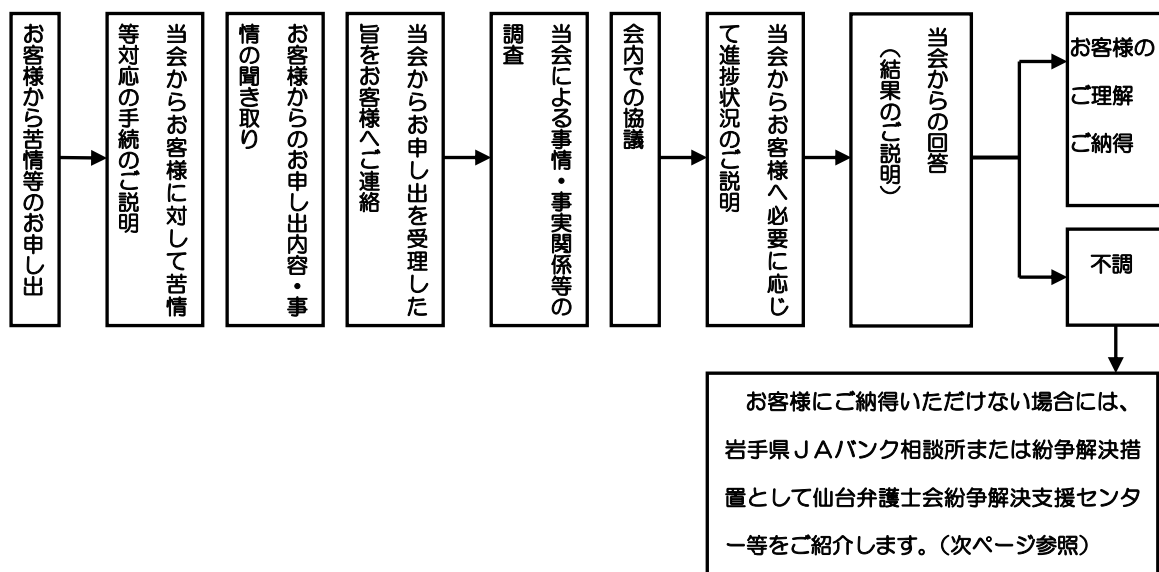 お客様から苦情等のお申し出
当会からお客様に対して苦情
等対応の手続のご説明
お客様からのお申し出内容・事
情の聞き取り
当会からお申し出を受理した
旨をお客様へご連絡
当会による事情・事実関係等の
調査
会内での協議
当会からお客様へ必要に応じ
て進捗状況のご説明
当会からの回答
（結果のご説明）
お客様の
ご理解
ご納得
不調
お客様にご納得いただけない場合には、
岩手県ＪＡバンク相談所または紛争解決措
置として仙台弁護士会紛争解決支援センタ
ー等をご紹介します。（次ページ参照）